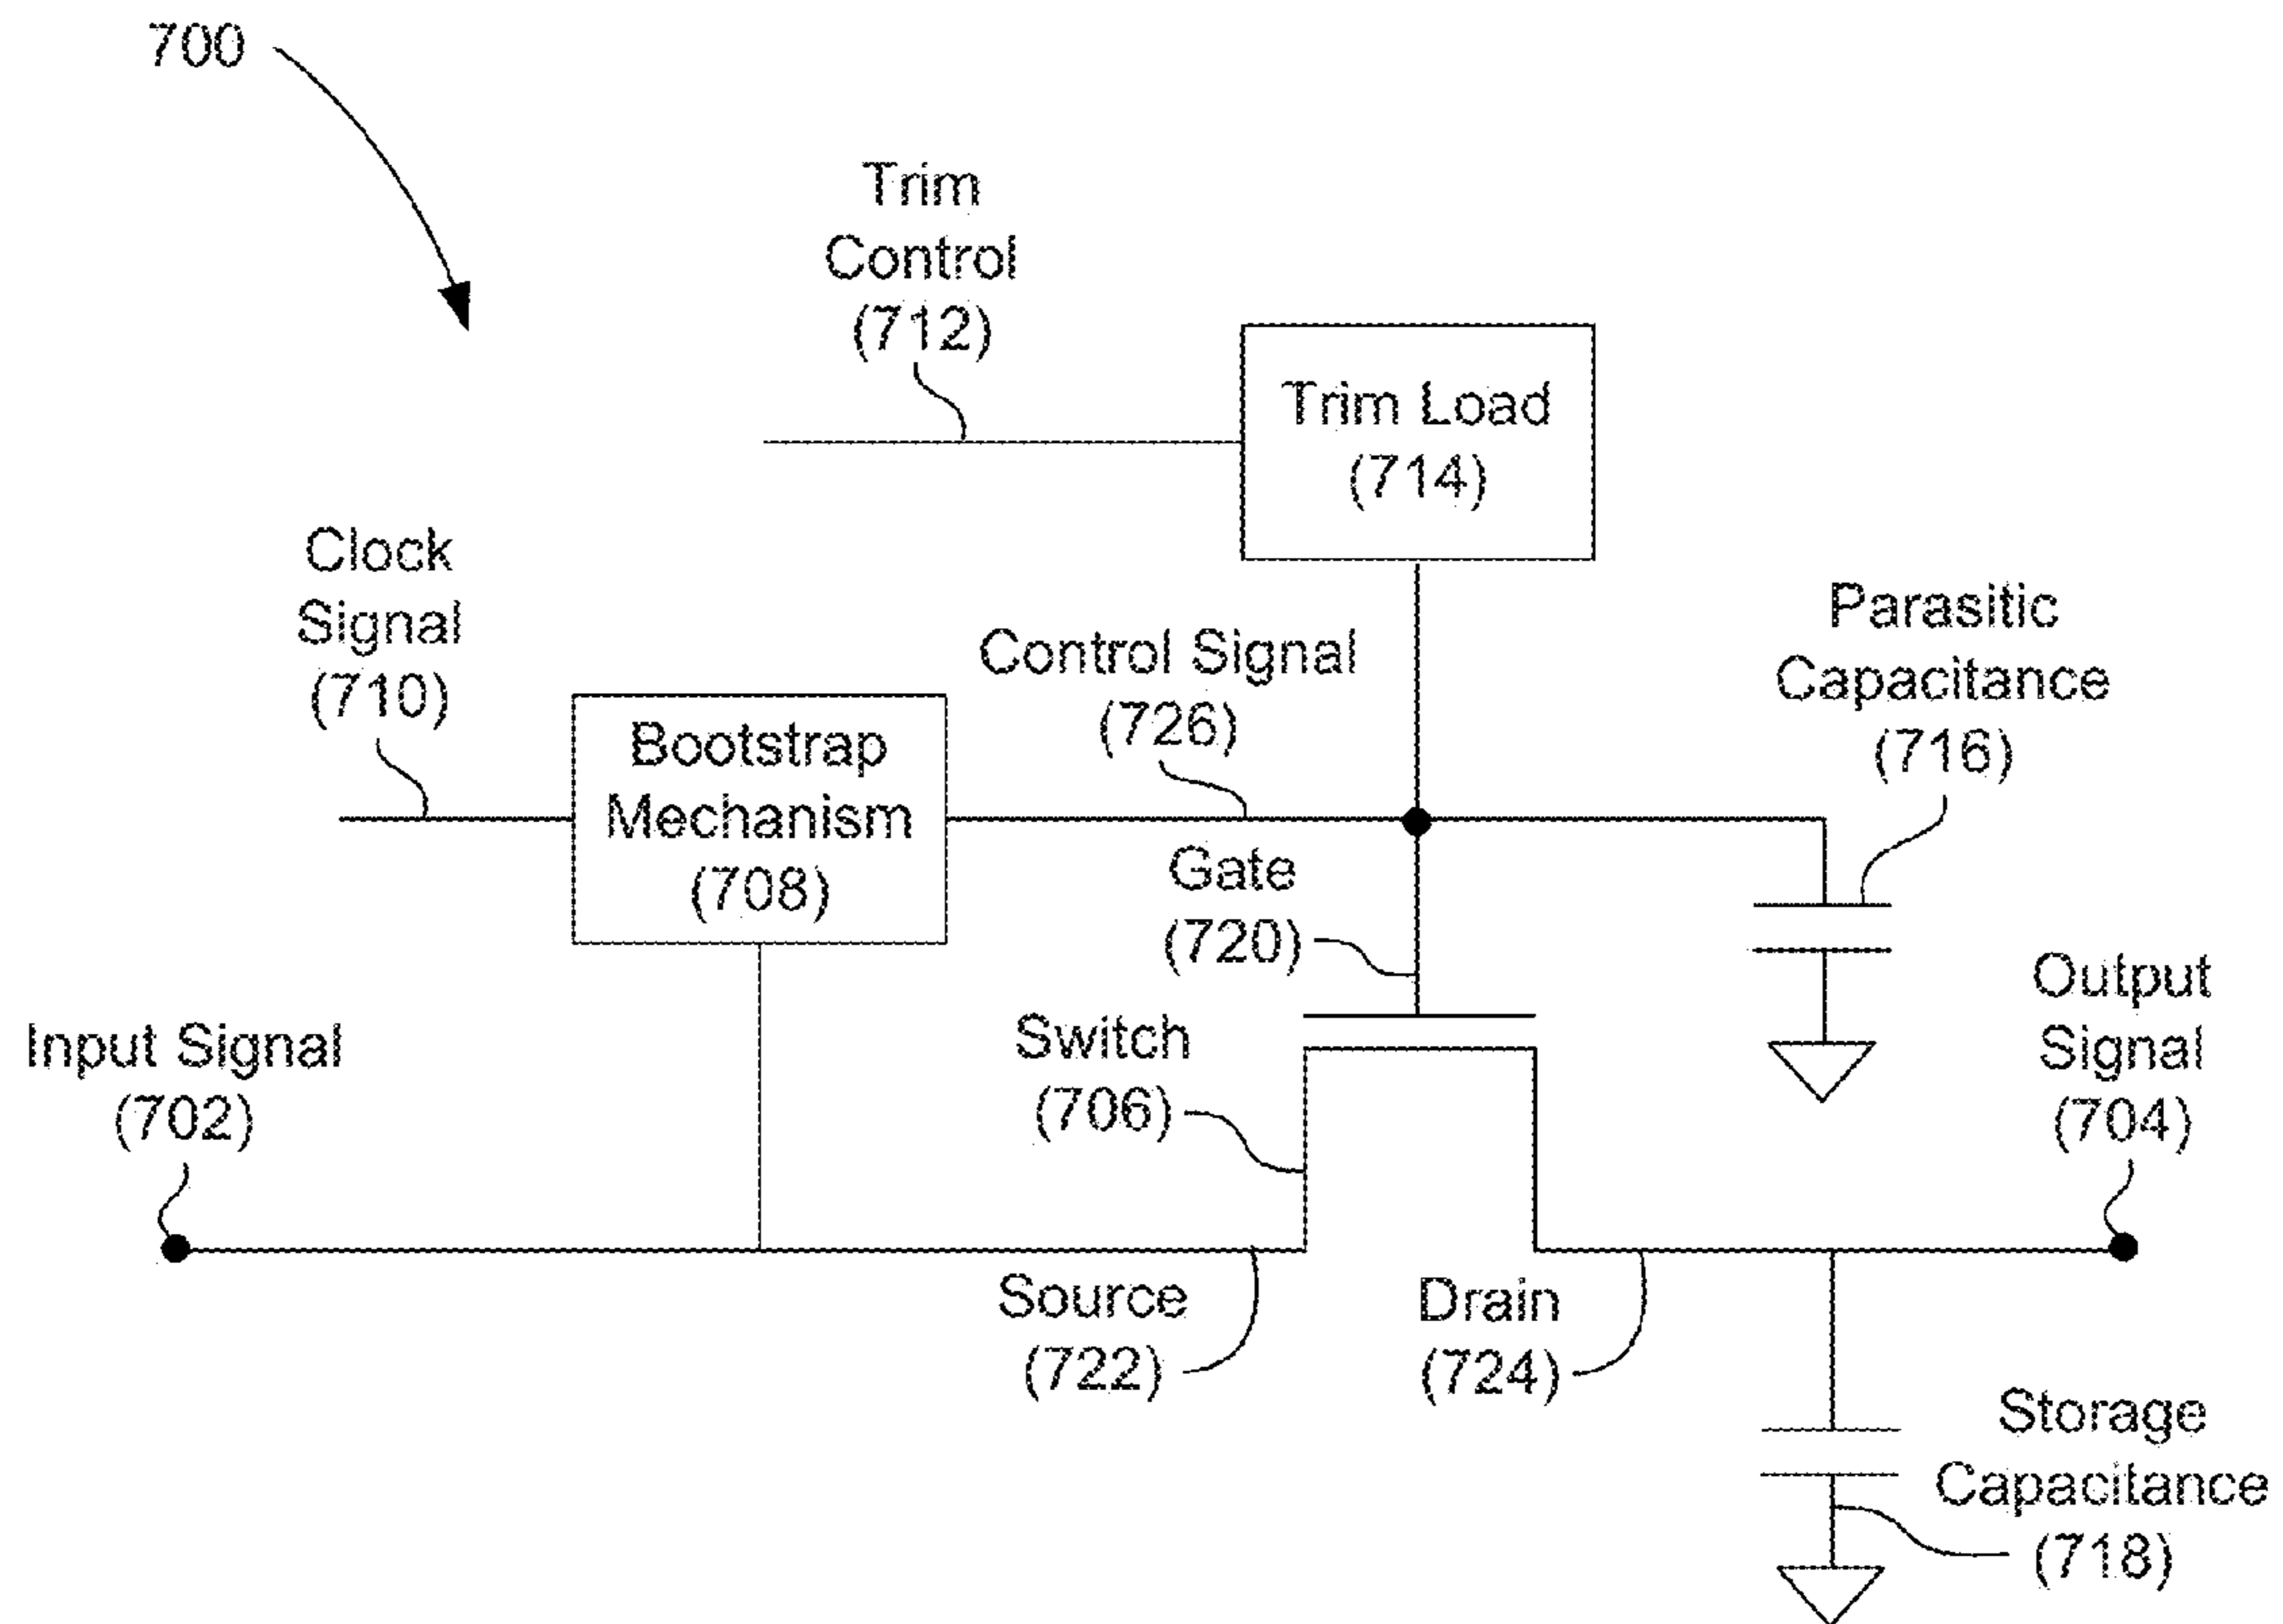 700
Trim
Control
(712)
Trim Load
(714)
Clock
Signal
(710)
Bootstrap
Mechanism
(708)
Control Signal
(726)
Parasitic
Capacitance
(716)
Gate
(720)
Input Signal
(702)
Switch
(706)
Output
Signal
(704)
Source
(722)
Drain
(724)
Storage
Capacitance
(718)